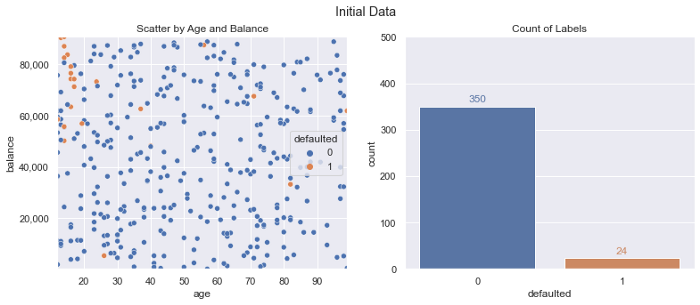 Initial Data
Scatter by Age and Balance
balance
80,000
60,000
40,000
20,000
defaulted
0
1
20 30 40 50 60 70 80 90
age
Count of Labels
count
500
400
300
200
100
0
350
24
0 1
defaulted